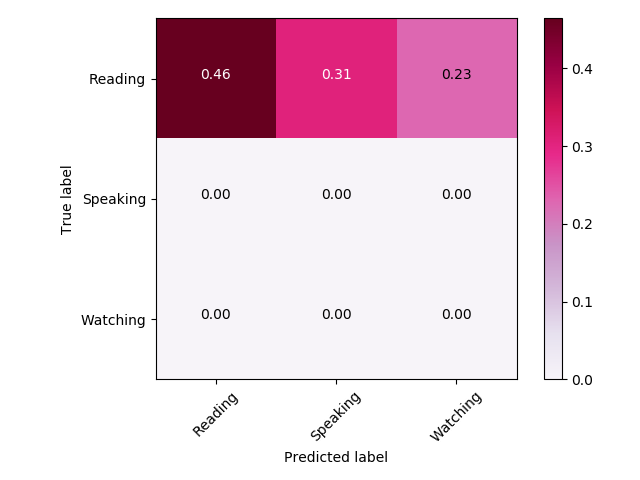 Reading 0.46 0.31 0.23
Speaking 0.00 0.00 0.00
Watching 0.00 0.00 0.00
True label
Reading Speaking Watching
Predicted label
0.4
0.3
0.2
0.1
0.0